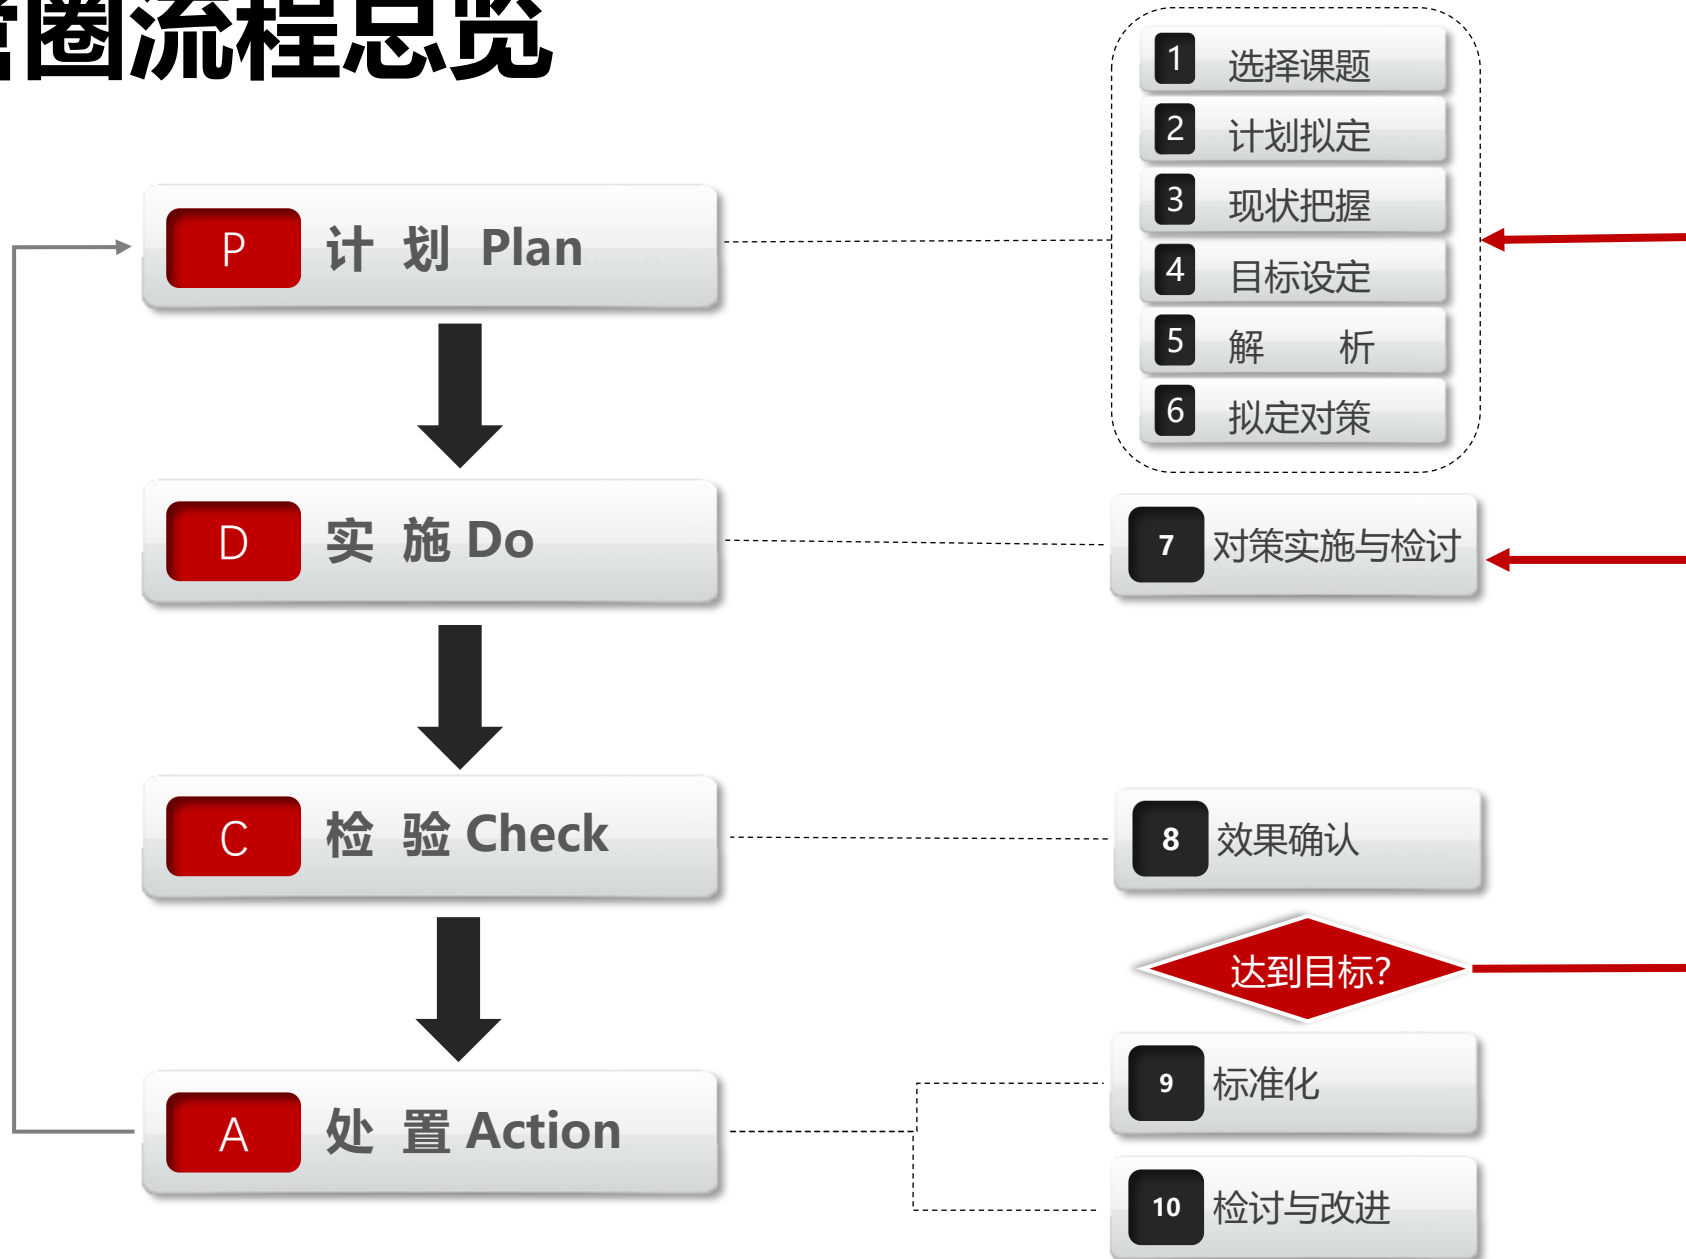 圈流程总览
P 计 划 Plan
1 选择课题
2 计划拟定
3 现状把握
4 目标设定
5 解 析
6 拟定对策
D 实 施 Do
7 对策实施与检讨
C 检 验 Check
8 效果确认
达到目标?
A 处 置 Action
9 标准化
10 检讨与改进